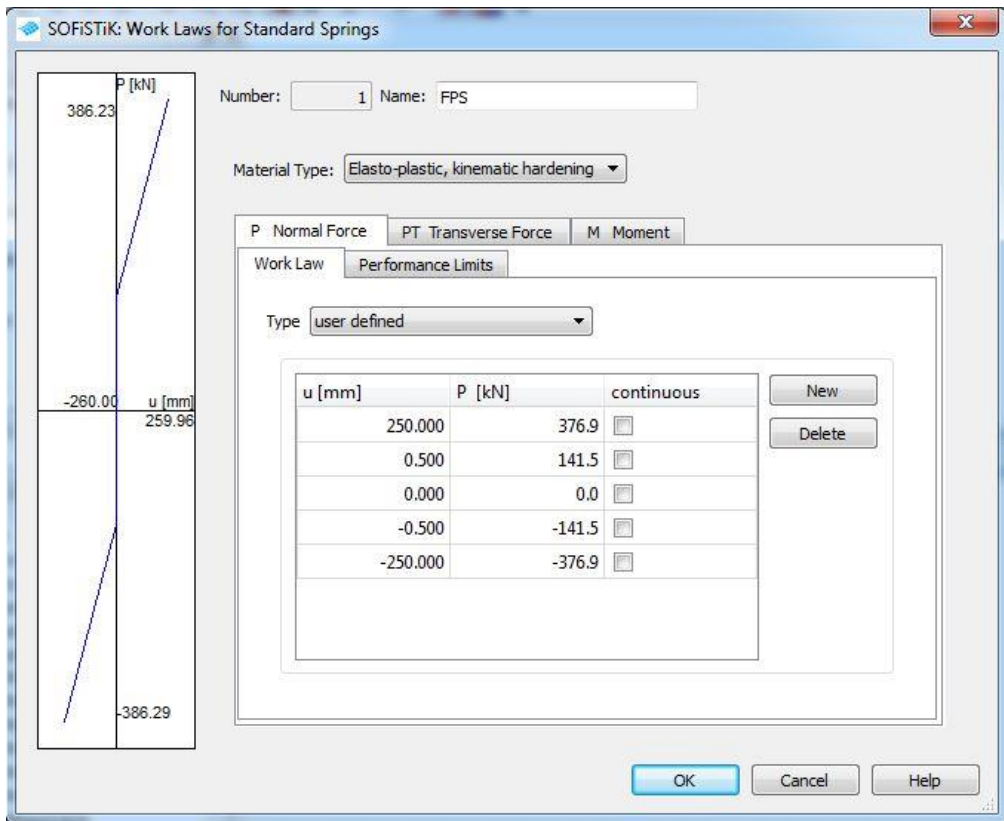 SOFiSTiK: Work Laws for Standard Springs
P [kN]
386.23
-260.00
u [mm]
259.96
-386.29
Number: 1 Name: FPS
Material Type: Elasto-plastic, kinematic hardening
P Normal Force PT Transverse Force M Moment
Work Law Performance Limits
Type user defined
u [mm] P [kN] continuous
250.000 376.9
0.500 141.5
0.000 0.0
-0.500 -141.5
-250.000 -376.9
New
Delete
OK Cancel Help